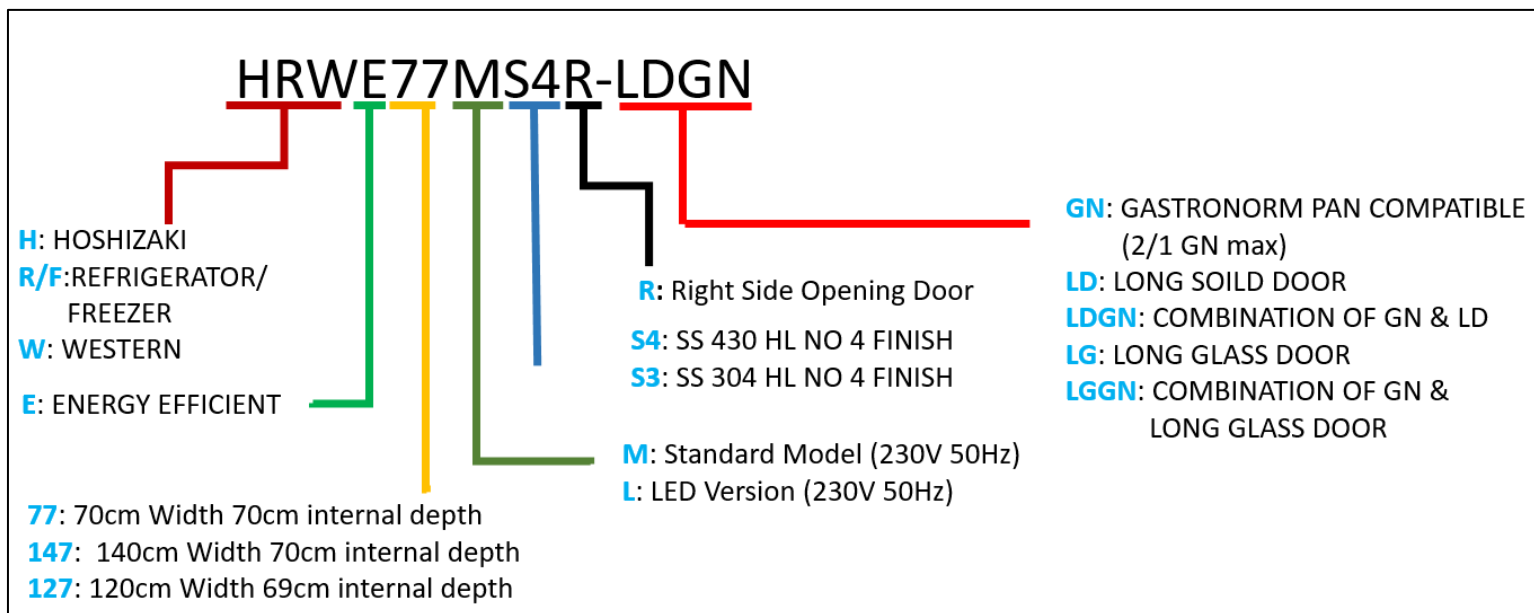 HRWE77MS4R-LDGN
H: HOSHIZAKI
R/F:REFRIGERATOR/
FREEZER
W: WESTERN
E: ENERGY EFFICIENT
77: 70cm Width 70cm internal depth
147: 140cm Width 70cm internal depth
127: 120cm Width 69cm internal depth
R: Right Side Opening Door
S4: SS 430 HL NO 4 FINISH
S3: SS 304 HL NO 4 FINISH
M: Standard Model (230V 50Hz)
L: LED Version (230V 50Hz)
GN: GASTRONORM PAN COMPATIBLE
(2/1 GN max)
LD: LONG SOILD DOOR
LDGN: COMBINATION OF GN & LD
LG: LONG GLASS DOOR
LGGN: COMBINATION OF GN &
LONG GLASS DOOR